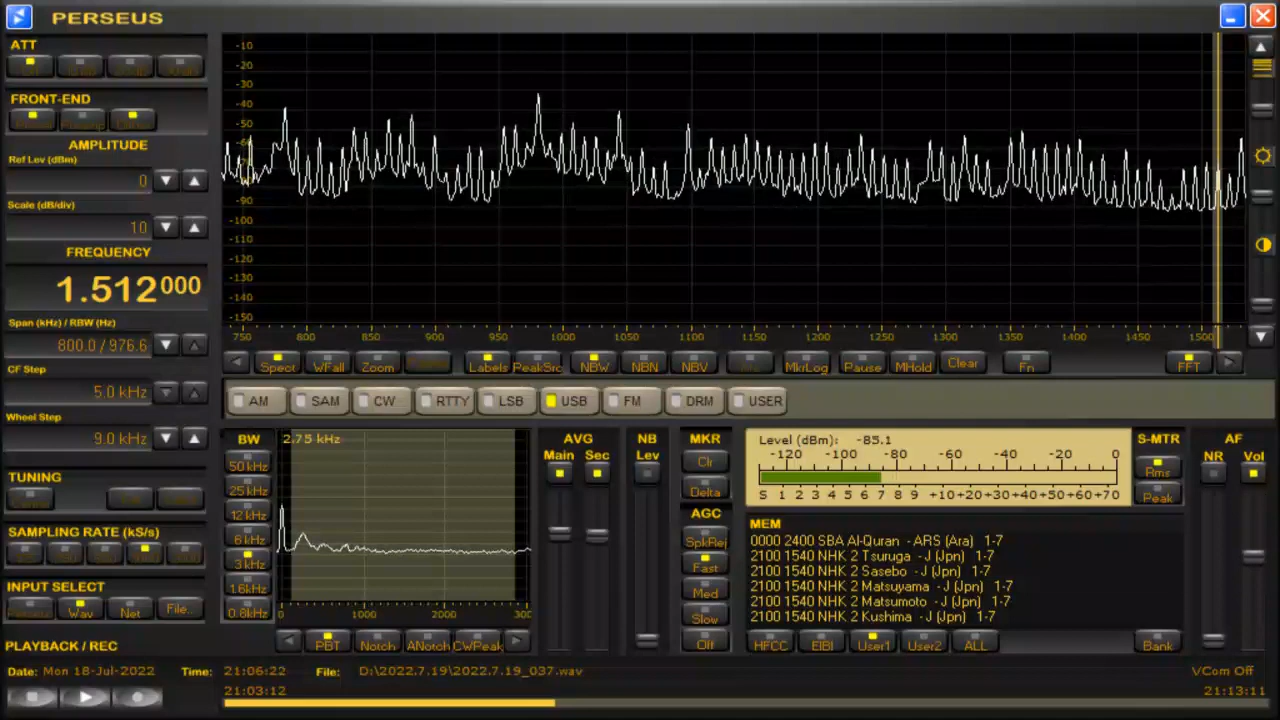 PERSEUS
ATT
FRONT-END
Preamp
AMPLITUDE
Ref Lev (dBm)
0
Scale (dB/div)
10
FREQUENCY
1.512000
Span (kHz) / RBW (Hz)
800.0 / 976.6
CF Step
5.0 kHz
Wheel Step
9.0 kHz
TUNING
SAMPLING RATE (kS/s)
INPUT SELECT
Perseus Wav Net File..
PLAYBACK / REC
-10
-20
-30
-40
-50
-60
-70
-80
-90
-100
-110
-120
-130
-140
-150
750 800 850 900 950 1000 1050 1100 1150 1200 1250 1300 1350 1400 1450 1500
Spect WFall Zoom Labels PeakSrc NBW NBN NBV MkrLog Pause MHold Clear Fn FFT
AM SAM CW RTTY LSB USB FM DRM USER
BW
50 kHz
25 kHz
12 kHz
6 kHz
3 kHz
1.6kHz
0.8kHz
2.75 kHz
0 1000 2000 300
PBT Notch ANotch CWPeak
AVG
Main Sec
NB
Lev
MKR
Clr
Delta
AGC
SpkRej
Fast
Med
Slow
Off
Level (dBm): -85.1
-120 -100 -80 -60 -40 -20 0
S 1 2 3 4 5 6 7 8 9 +10+20+30+40+50+60+70
S-MTR
Rms
Peak
AF
NR Vol
MEM
0000 2400 SBA Al-Quran - ARS (Ara) 1-7
2100 1540 NHK 2 Tsuruga - J (Jpn) 1-7
2100 1540 NHK 2 Sasebo - J (Jpn) 1-7
2100 1540 NHK 2 Matsuyama - J (Jpn) 1-7
2100 1540 NHK 2 Matsumoto - J (Jpn) 1-7
2100 1540 NHK 2 Kushima - J (Jpn) 1-7
HFCC EIBI User1 User2 ALL Bank
Date: Mon 18-Jul-2022 Time: 21:06:22 File: D:\2022.7.19\2022.7.19_037.wav VCom Off
21:03:12 21:13:11